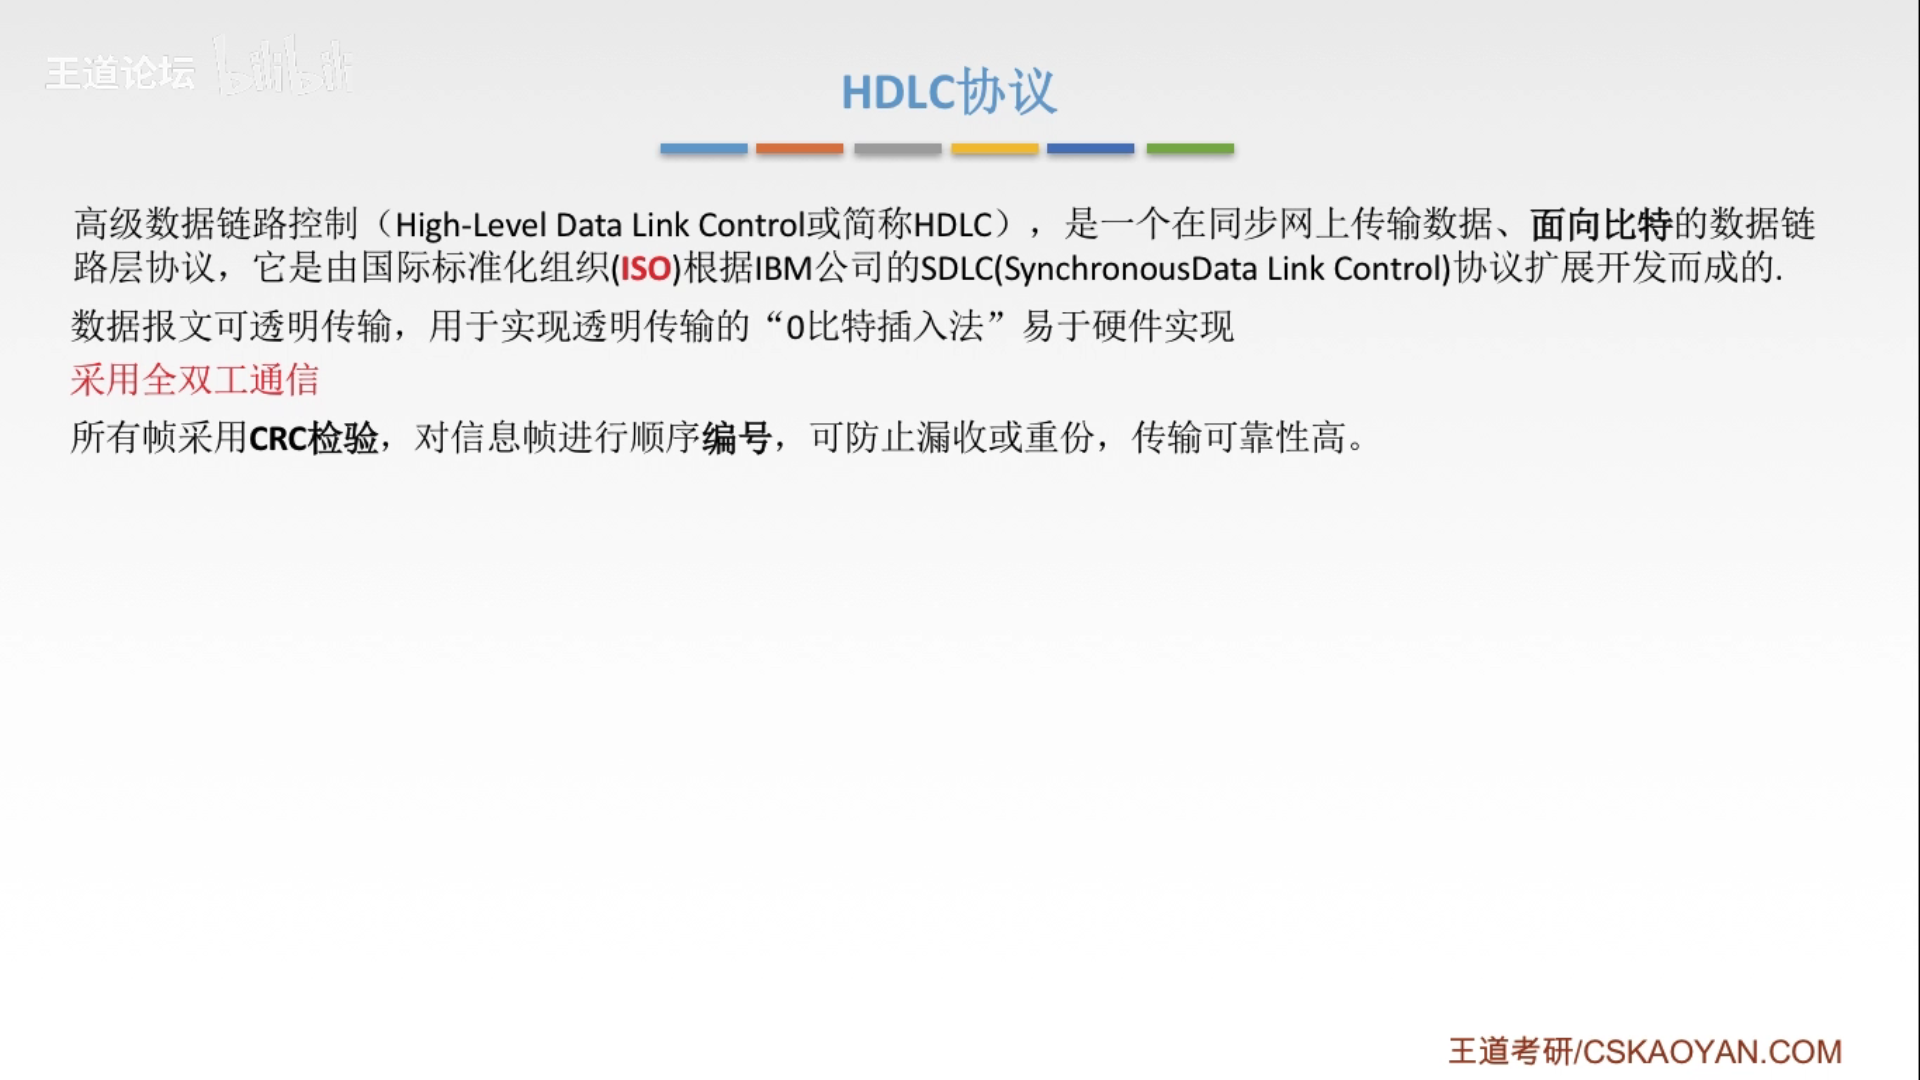 王道论坛 bilibili
HDLC协议
高级数据链路控制（High-Level Data Link Control或简称HDLC），是一个在同步网上传输数据、面向比特的数据链
路层协议，它是由国际标准化组织(ISO)根据IBM公司的SDLC(SynchronousData Link Control)协议扩展开发而成的.
数据报文可透明传输，用于实现透明传输的“0比特插入法”易于硬件实现
采用全双工通信
所有帧采用CRC检验，对信息帧进行顺序编号，可防止漏收或重份，传输可靠性高。
王道考研/CSKAOYAN.COM